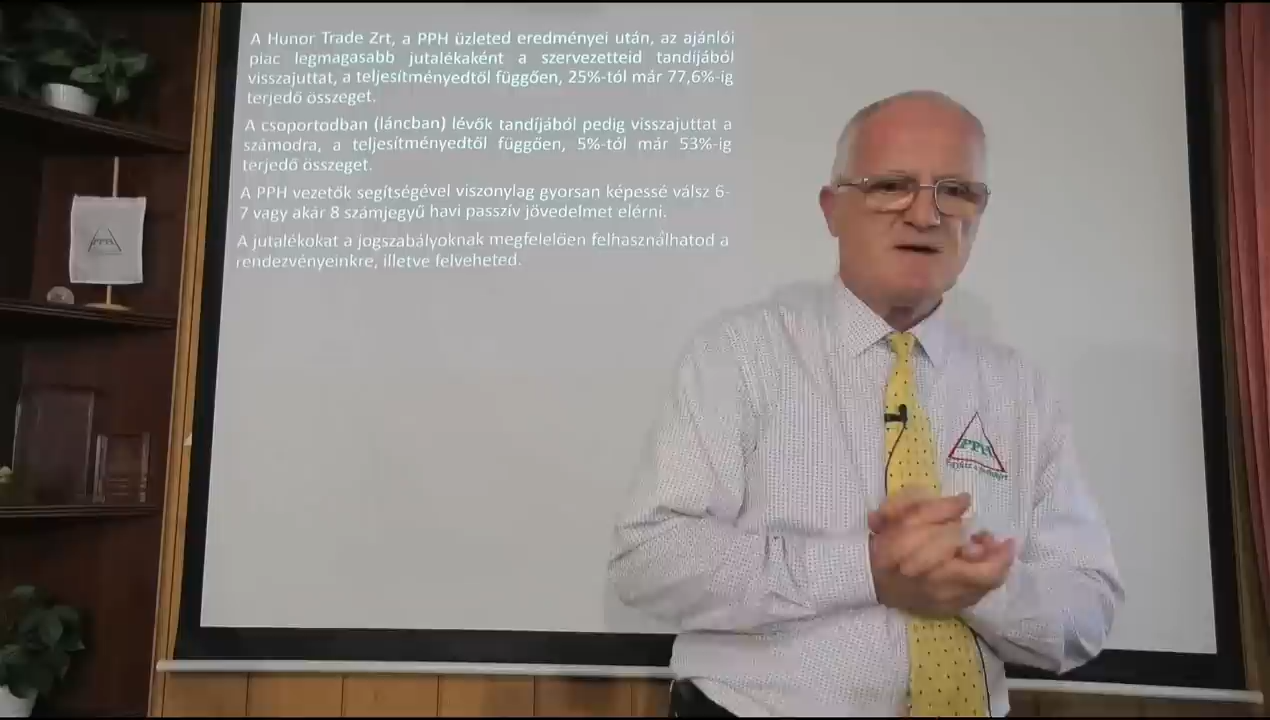 A Hunor Trade Zrt, a PPH üzleted eredményei után, az ajánlói
piac legmagasabb jutalékaként a szervezetteid tandíjából
visszajuttat, a teljesítményedtől függően, 25%-tól már 77,6%-ig
terjedő összeget.
A csoportodban (láncban) lévők tandíjából pedig visszajuttat a
számodra, a teljesítményedtől függően, 5%-tól már 53%-ig
terjedő összeget.
A PPH vezetők segítségével viszonylag gyorsan képessé válsz 6-
7 vagy akár 8 számjegyű havi passzív jövedelmet elérni.
A jutalékokat a jogszabályoknak megfelelően felhasználhatod a
rendezvényeinkre, illetve felveheted.
PPH
PPH